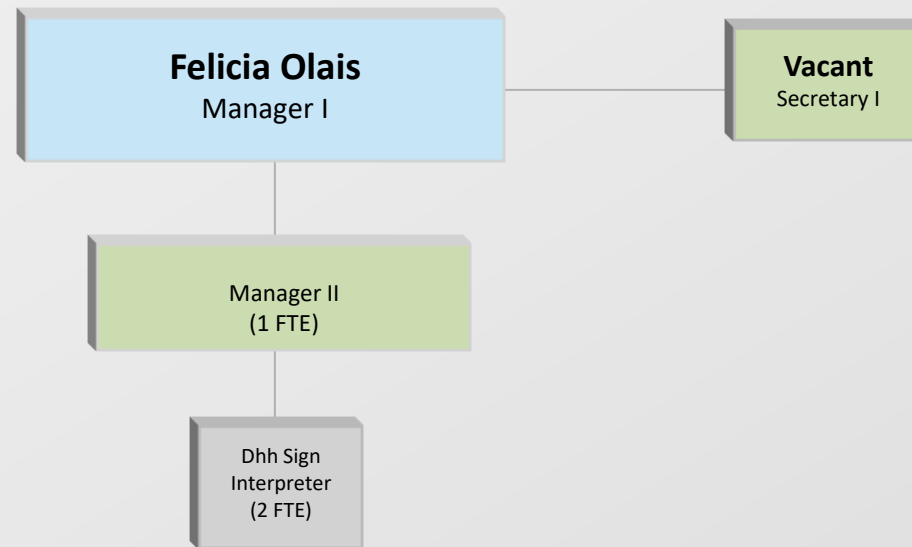 Felicia Olais
Manager I
Vacant
Secretary I
Manager II
(1 FTE)
Dhh Sign
Interpreter
(2 FTE)